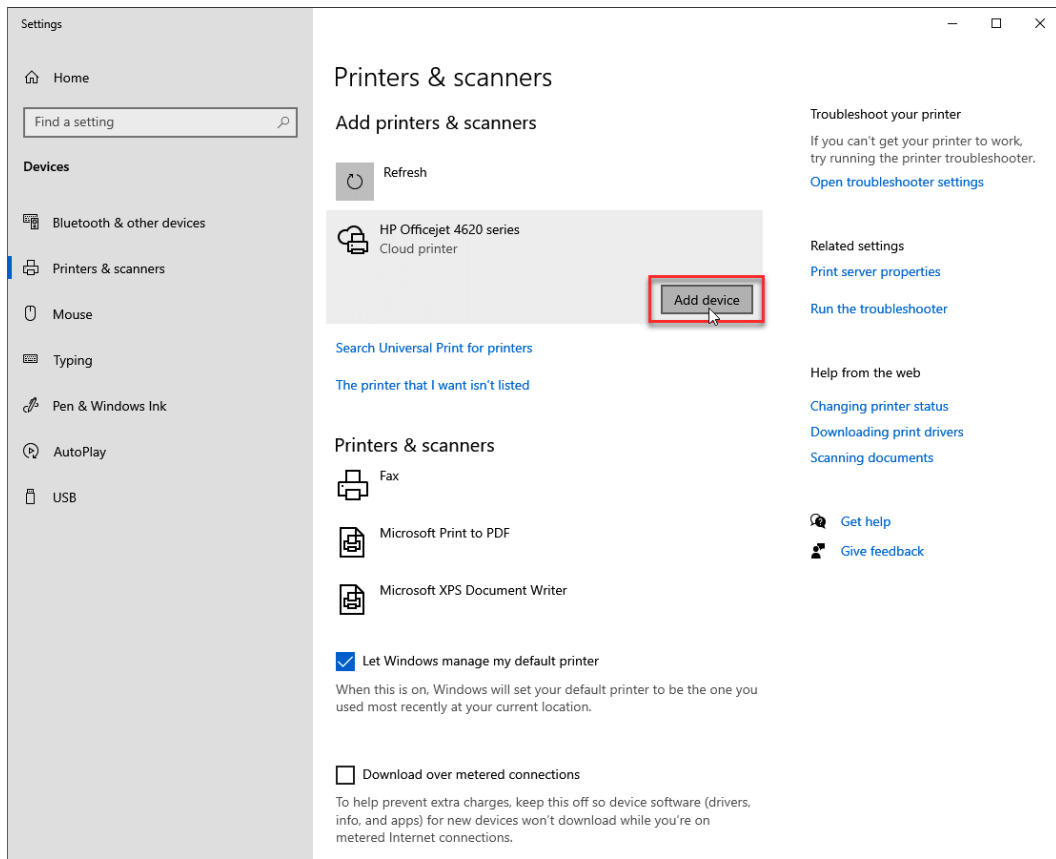 Settings
Home
Find a setting
Devices
Bluetooth & other devices
Printers & scanners
Mouse
Typing
Pen & Windows Ink
AutoPlay
USB
Printers & scanners
Add printers & scanners
Refresh
HP Officejet 4620 series
Cloud printer
Add device
Search Universal Print for printers
The printer that I want isn't listed
Printers & scanners
Fax
Microsoft Print to PDF
Microsoft XPS Document Writer
Let Windows manage my default printer
When this is on, Windows will set your default printer to be the one you
used most recently at your current location.
Download over metered connections
To help prevent extra charges, keep this off so device software (drivers,
info, and apps) for new devices won't download while you're on
metered Internet connections.
Troubleshoot your printer
If you can't get your printer to work,
try running the printer troubleshooter.
Open troubleshooter settings
Related settings
Print server properties
Run the troubleshooter
Help from the web
Changing printer status
Downloading print drivers
Scanning documents
Get help
Give feedback